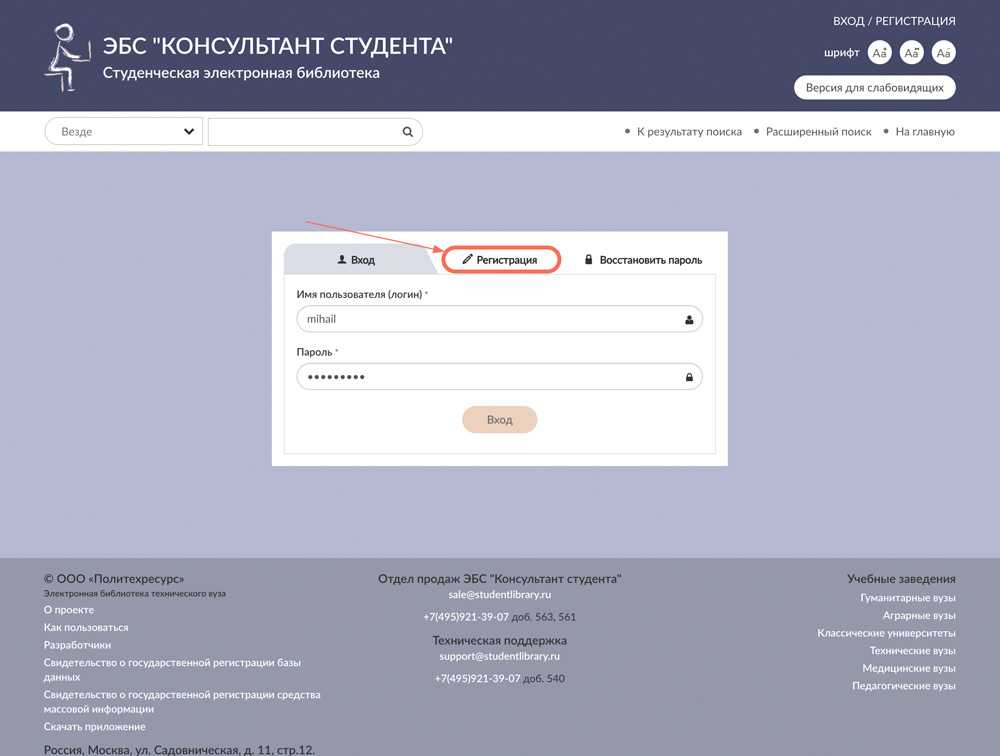 ВХОД / РЕГИСТРАЦИЯ
ЭБС "КОНСУЛЬТАНТ СТУДЕНТА"
Студенческая электронная библиотека
шрифт Aa Aa Aa
Версия для слабовидящих
Везде
К результату поиска
Расширенный поиск
На главную
Вход
Регистрация
Восстановить пароль
Имя пользователя (логин) *
mihail
Пароль *
•••••••••
Вход
© ООО «Политехресурс»
Электронная библиотека технического вуза
О проекте
Как пользоваться
Разработчики
Свидетельство о государственной регистрации базы
данных
Свидетельство о государственной регистрации средства
массовой информации
Скачать приложение
Россия, Москва, ул. Садовническая, д. 11, стр.12.
Отдел продаж ЭБС "Консультант студента"
sale@studentlibrary.ru
+7(495)921-39-07 доб. 563, 561
Техническая поддержка
support@studentlibrary.ru
+7(495)921-39-07 доб. 540
Учебные заведения
Гуманитарные вузы
Аграрные вузы
Классические университеты
Технические вузы
Медицинские вузы
Педагогические вузы